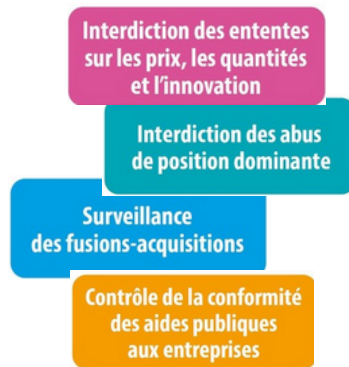 Interdiction des ententes
sur les prix, les quantités
et l'innovation
Interdiction des abus
de position dominante
Surveillance
des fusions-acquisitions
Contrôle de la conformité
des aides publiques
aux entreprises